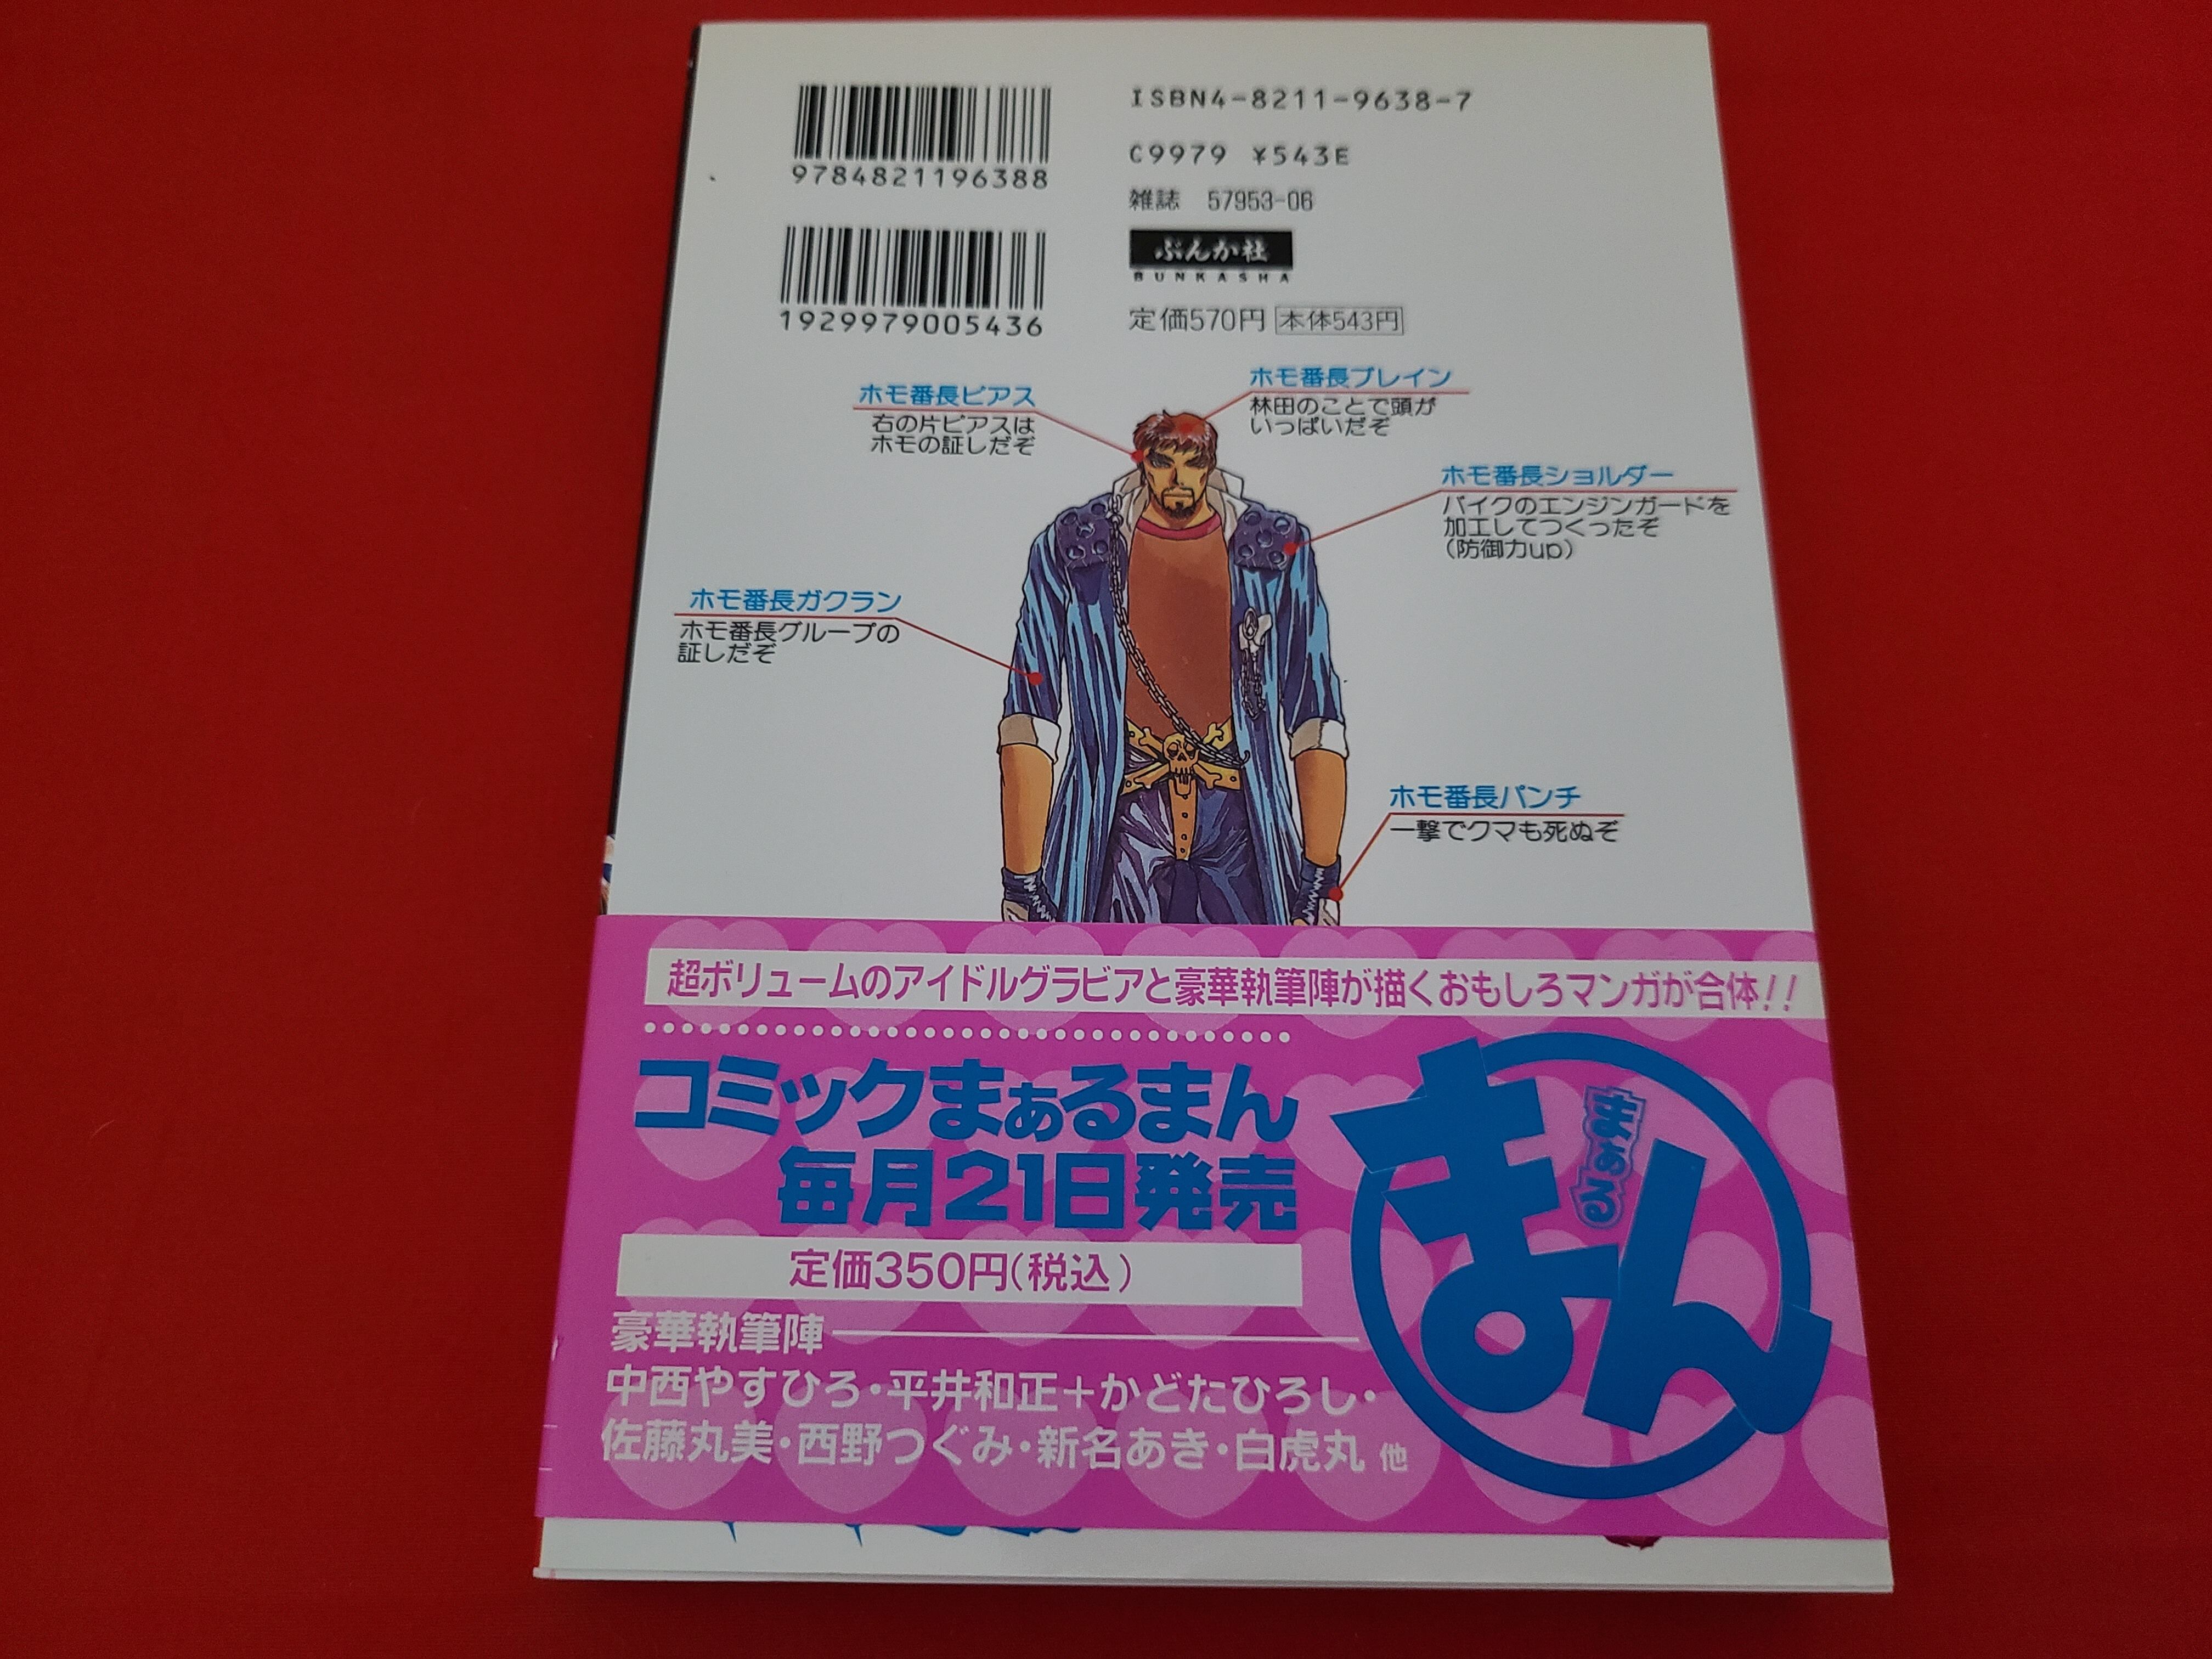 9784821196388
1929979005436
ISBN4-8211-9638-7
C9979 ¥543E
雑誌 57953-06
ぶんか社
BUNKASHA
定価570円 本体543円
ホモ番長ピアス
右の片ピアスは
ホモの証しだぞ
ホモ番長ブレイン
林田のことで頭が
いっぱいだぞ
ホモ番長ショルダー
バイクのエンジンガードを
加工してつくったぞ
(防御力up)
ホモ番長ガクラン
ホモ番長グループの
証しだぞ
ホモ番長パンチ
一撃でクマも死ぬぞ
超ボリュームのアイドルグラビアと豪華執筆陣が描くおもしろマンガが合体!!
コミックまぁるまん
毎月21日発売
定価350円(税込)
豪華執筆陣
中西やすひろ・平井和正+かどたひろし・
佐藤丸美・西野つぐみ・新名あき・白虎丸 他
まぁる
まん